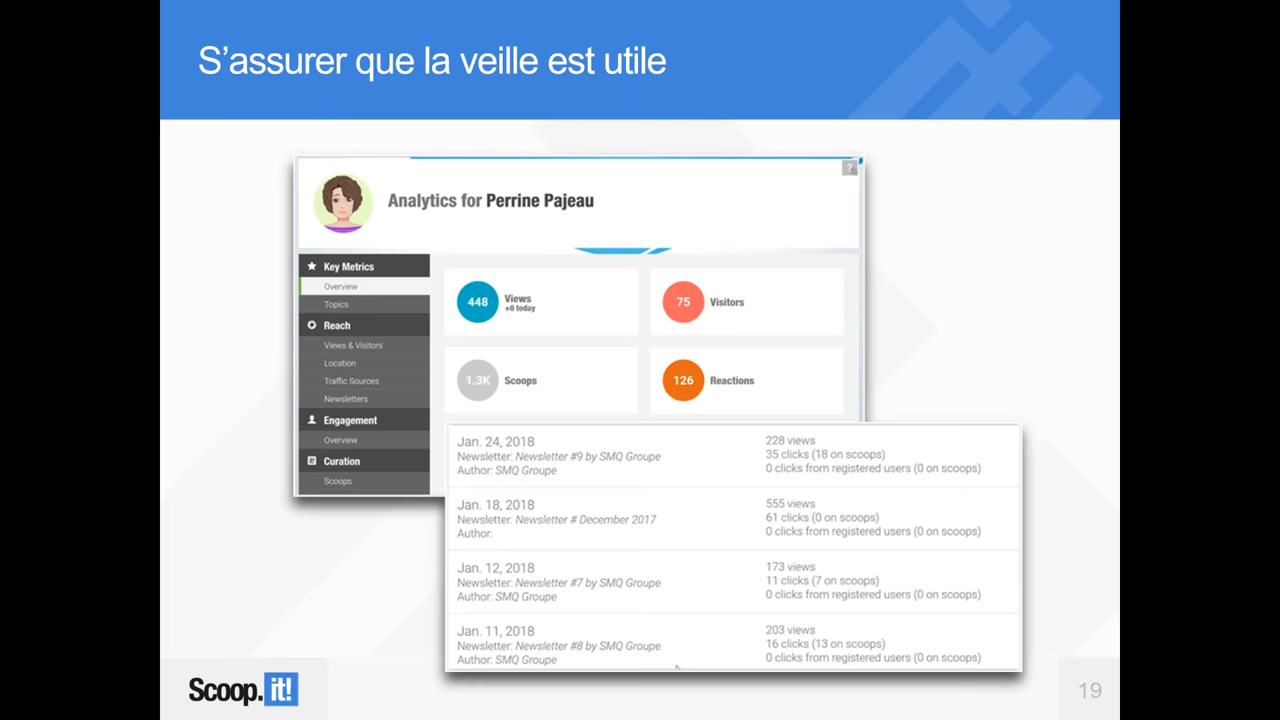 S’assurer que la veille est utile
?
Analytics for Perrine Pajeau
Key Metrics
Overview
Topics
Reach
Views & Visitors
Location
Traffic Sources
Newsletters
Engagement
Overview
Curation
Scoops
448 Views
+0 today
75 Visitors
1.3K Scoops
126 Reactions
Jan. 24, 2018
Newsletter: Newsletter #9 by SMQ Groupe
Author: SMQ Groupe
228 views
35 clicks (18 on scoops)
0 clicks from registered users (0 on scoops)
Jan. 18, 2018
Newsletter: Newsletter # December 2017
Author:
555 views
61 clicks (0 on scoops)
0 clicks from registered users (0 on scoops)
Jan. 12, 2018
Newsletter: Newsletter #7 by SMQ Groupe
Author: SMQ Groupe
173 views
11 clicks (7 on scoops)
0 clicks from registered users (0 on scoops)
Jan. 11, 2018
Newsletter: Newsletter #8 by SMQ Groupe
Author: SMQ Groupe
203 views
16 clicks (13 on scoops)
0 clicks from registered users (0 on scoops)
Scoop.it!
19